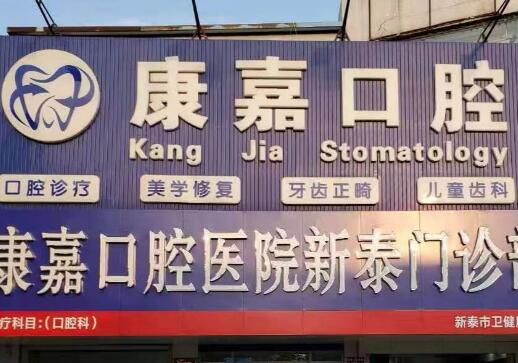 康嘉口腔
Kang Jia Stomatology
口腔诊疗 美学修复 牙齿正畸 儿童齿科
康嘉口腔医院新泰门诊部
疗科目:(口腔科) 新泰市卫健